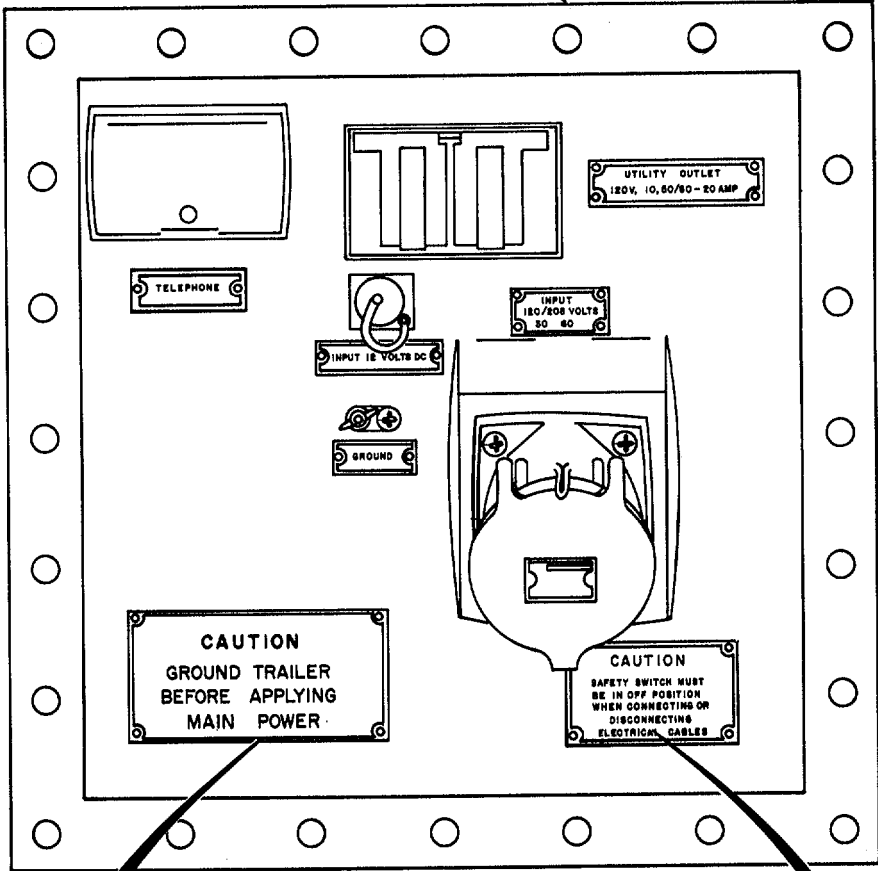 UTILITY OUTLET
120V, 10, 50/60-20 AMP
TELEPHONE
INPUT
120/208 VOLTS
30 60
INPUT 12 VOLTS DC
GROUND
CAUTION
GROUND TRAILER
BEFORE APPLYING
MAIN POWER
CAUTION
SAFETY SWITCH MUST
BE IN OFF POSITION
WHEN CONNECTING OR
DISCONNECTING
ELECTRICAL CABLES